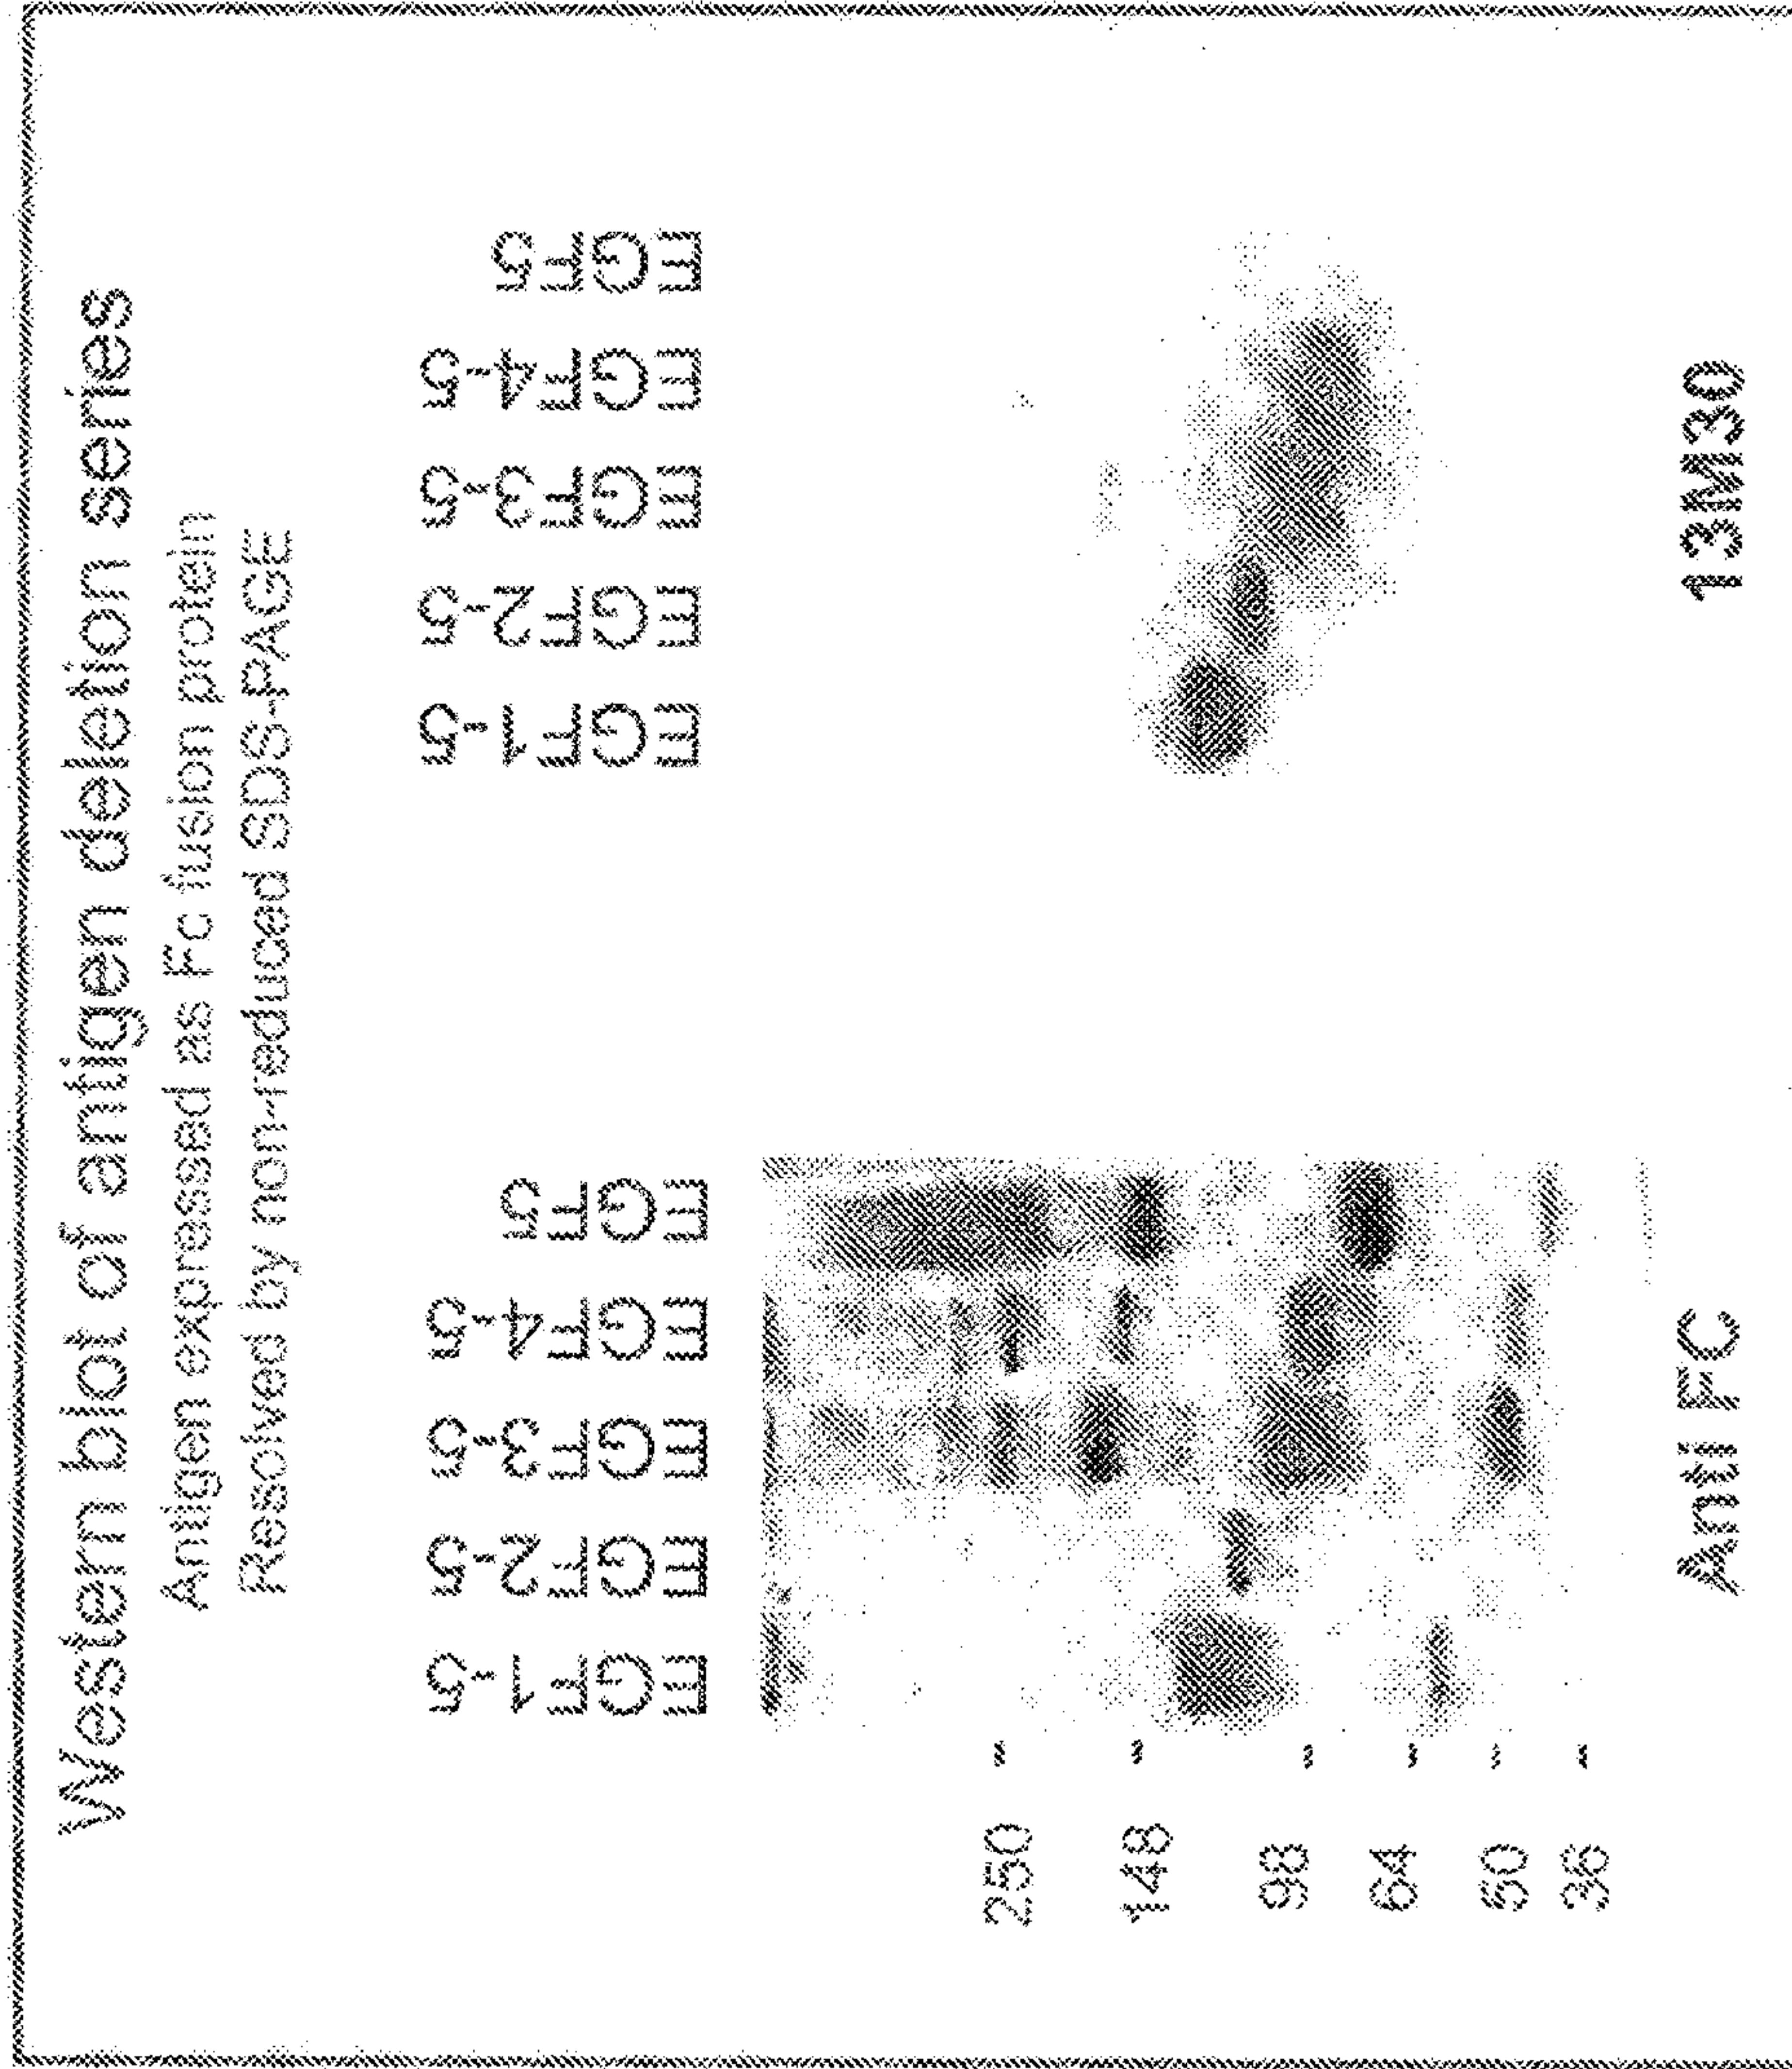 Western blot of antigen deletion series
Antigen expressed as Fc fusion protein
Resolved by non-reduced SDS-PAGE
EGF1-5
EGF2-5
EGF3-5
EGF4-5
EGF5
EGF1-5
EGF2-5
EGF3-5
EGF4-5
EGF5
250
148
98
64
50
36
Anti FC
13M30